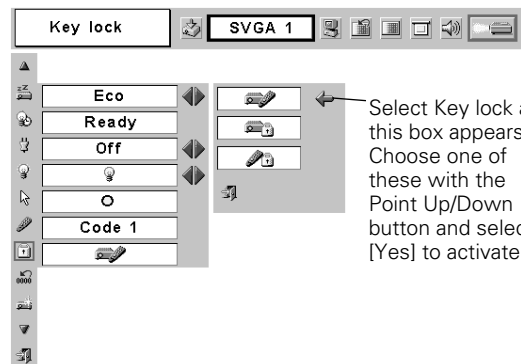 Key lock
SVGA 1
Eco
Ready
Off
Code 1
0000
Select Key lock a
this box appears
Choose one of
these with the
Point Up/Down
button and selec
[Yes] to activate